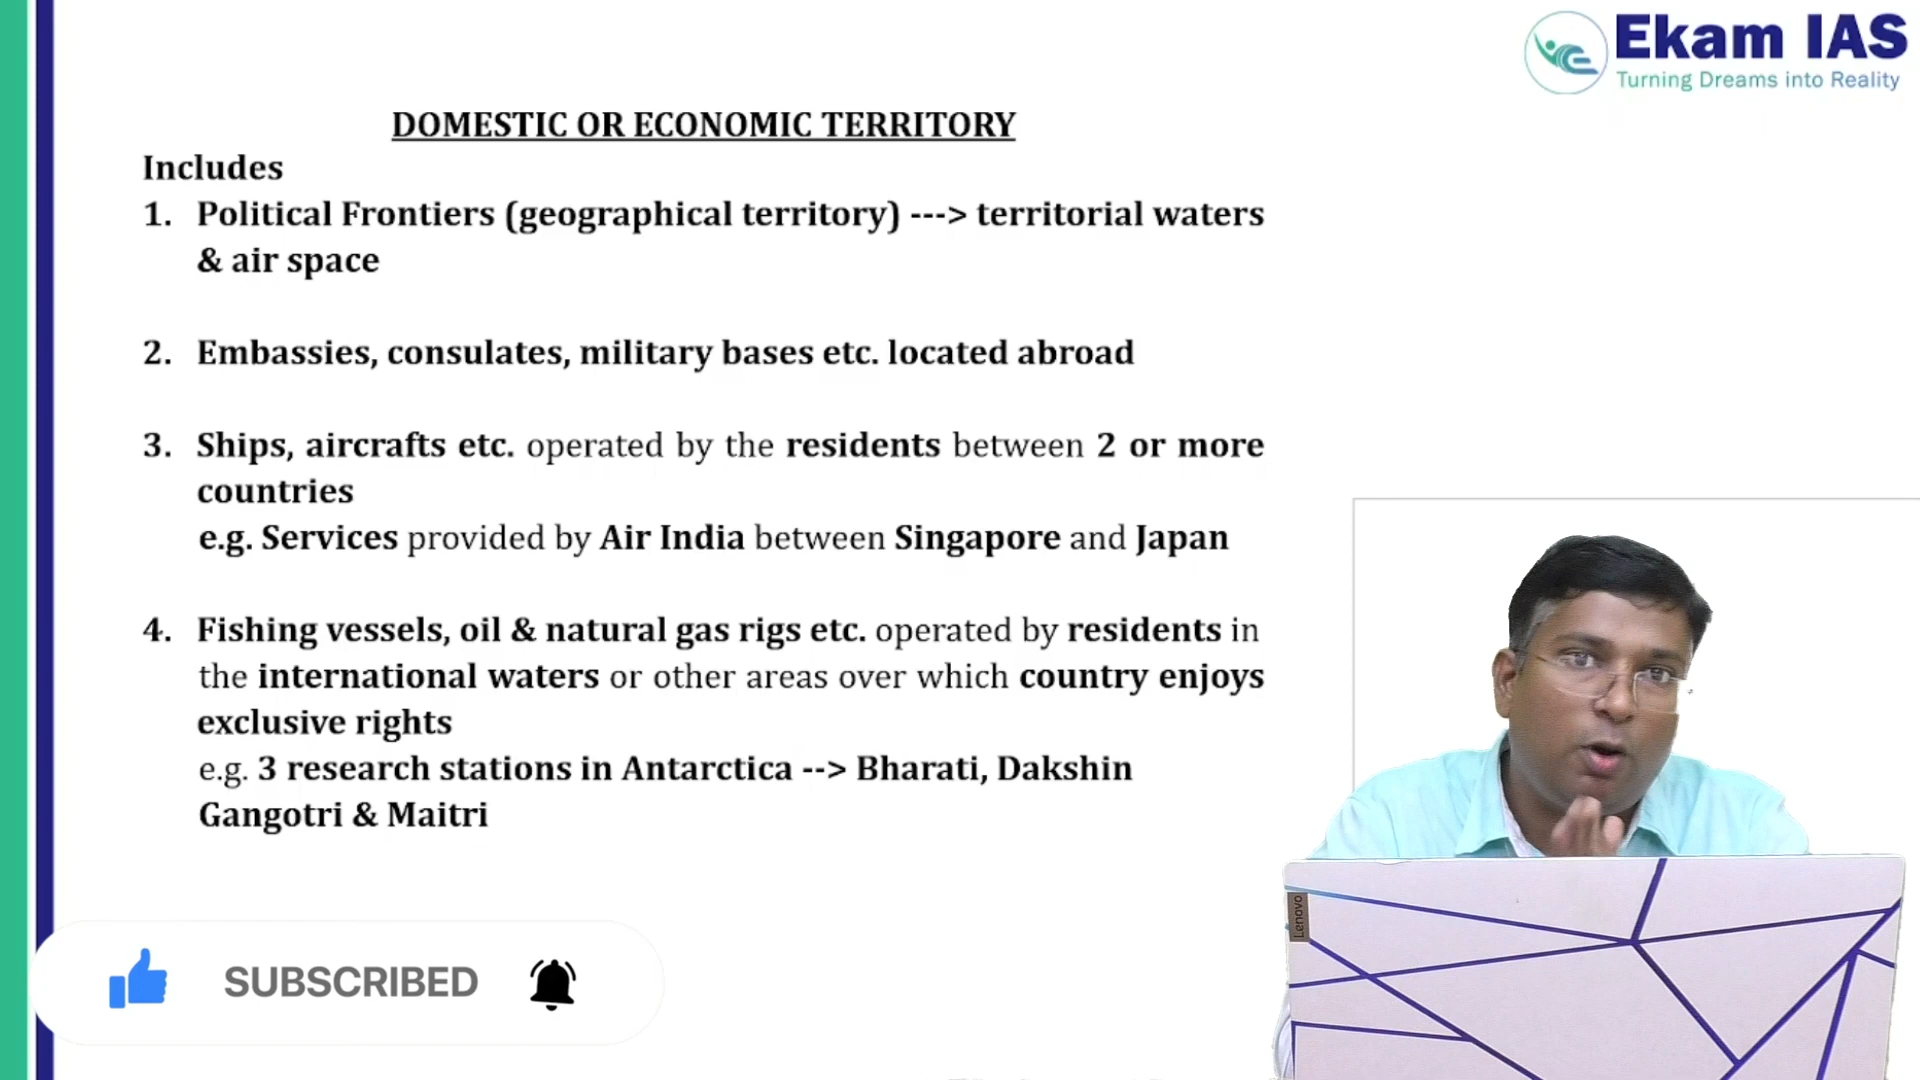 Ekam IAS
Turning Dreams into Reality
DOMESTIC OR ECONOMIC TERRITORY
Includes
1. Political Frontiers (geographical territory) ---> territorial waters
& air space
2. Embassies, consulates, military bases etc. located abroad
3. Ships, aircrafts etc. operated by the residents between 2 or more
countries
e.g. Services provided by Air India between Singapore and Japan
4. Fishing vessels, oil & natural gas rigs etc. operated by residents in
the international waters or other areas over which country enjoys
exclusive rights
e.g. 3 research stations in Antarctica --> Bharati, Dakshin
Gangotri & Maitri
SUBSCRIBED
Lenovo